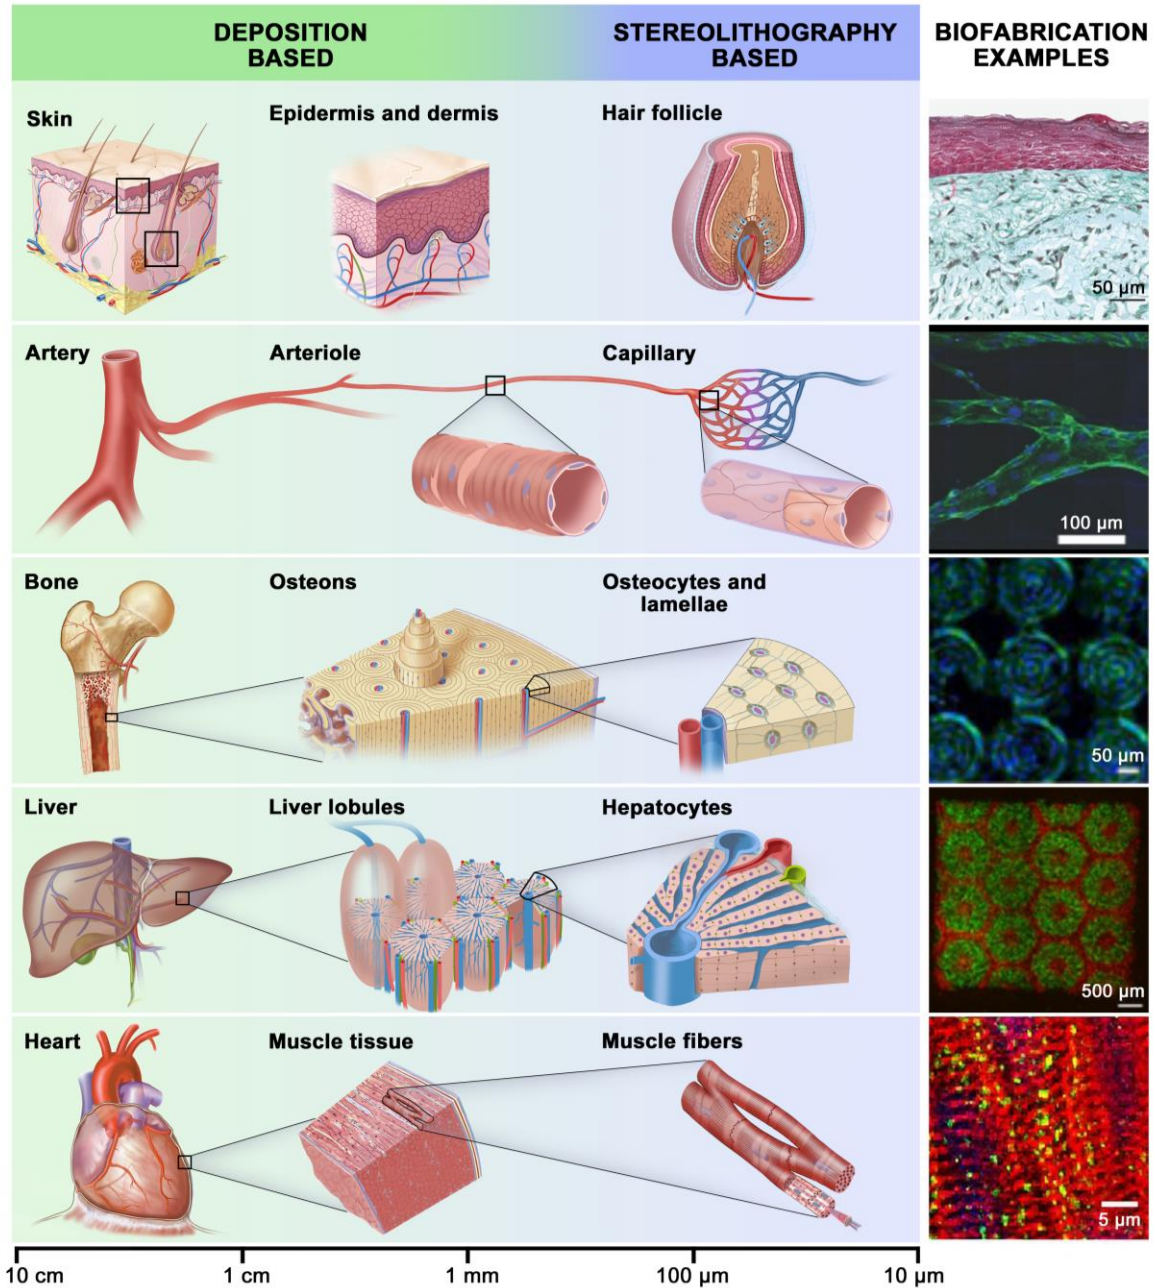 DEPOSITION
BASED
STEREOLITHOGRAPHY
BASED
BIOFABRICATION
EXAMPLES
Skin
Epidermis and dermis
Hair follicle
50 µm
Artery
Arteriole
Capillary
100 µm
Bone
Osteons
Osteocytes and
lamellae
50 µm
Liver
Liver lobules
Hepatocytes
500 µm
Heart
Muscle tissue
Muscle fibers
5 µm
10 cm
1 cm
1 mm
100 µm
10 µm